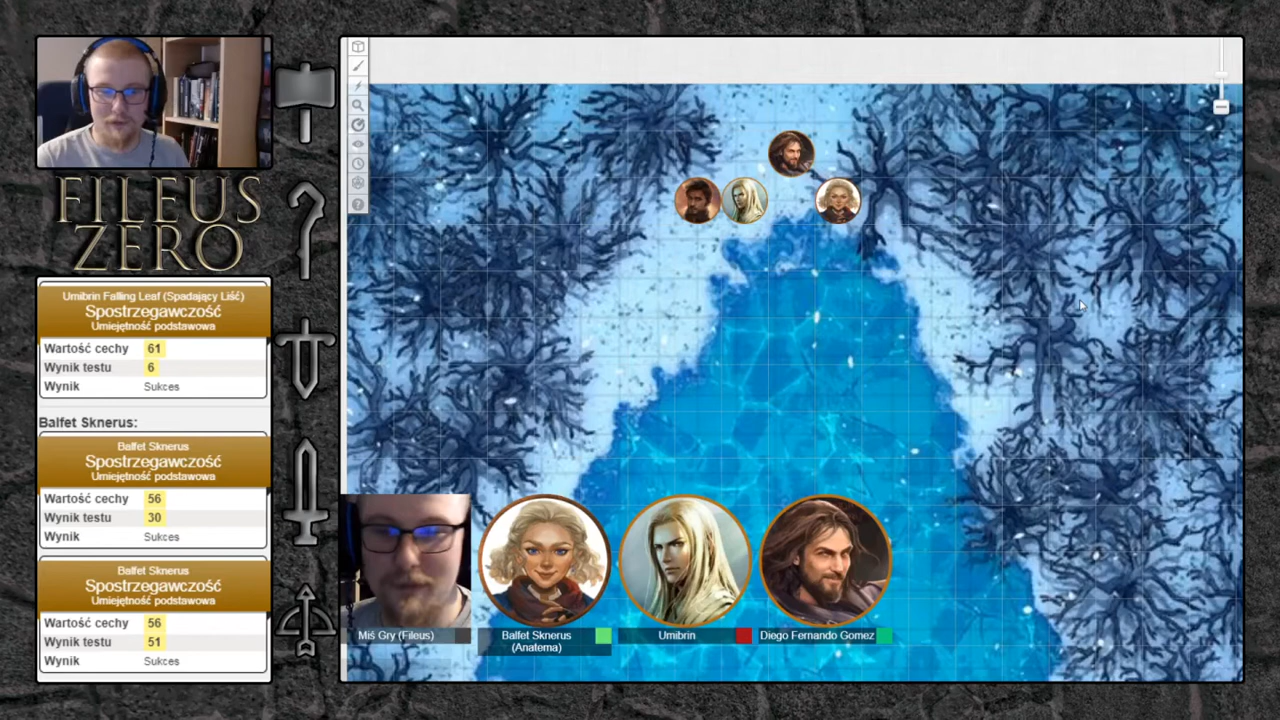 FILEUS
ZERO
Umibrin Falling Leaf (Spadający Liść)
Spostrzegawczość
Umiejętność podstawowa
Wartość cechy 61
Wynik testu 6
Wynik Sukces
Balfet Sknerus:
Balfet Sknerus
Spostrzegawczość
Umiejętność podstawowa
Wartość cechy 56
Wynik testu 30
Wynik Sukces
Balfet Sknerus
Spostrzegawczość
Umiejętność podstawowa
Wartość cechy 56
Wynik testu 51
Wynik Sukces
Miś Gry (Fileus)
Balfet Sknerus
(Anatema)
Umibrin
Diego Fernando Gomez